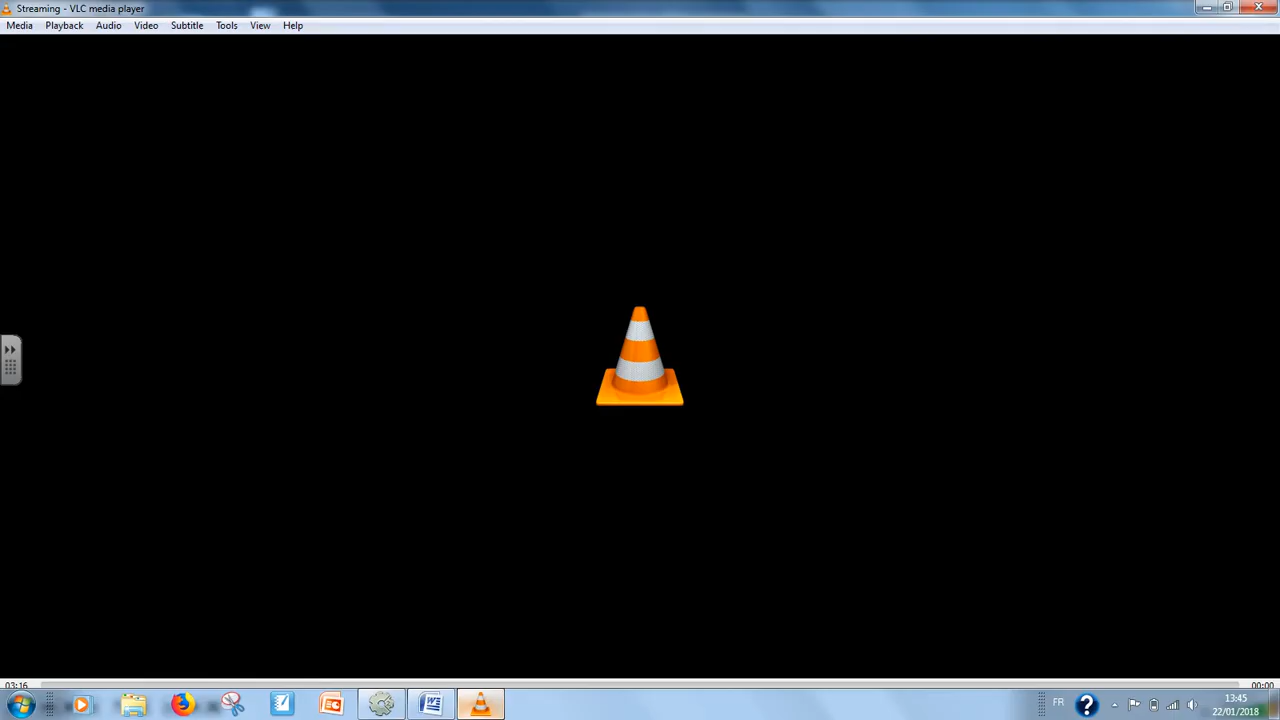 Streaming - VLC media player
Media Playback Audio Video Subtitle Tools View Help
03:16 00:00
FR 13:45
22/01/2018